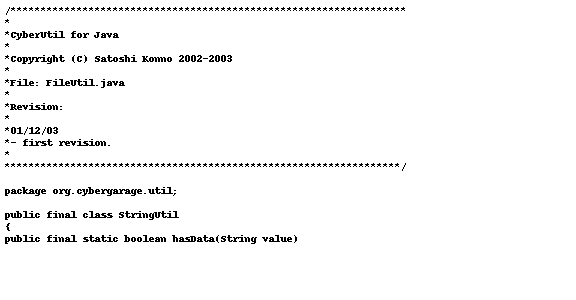 /******************************************************************
*
*CyberUtil for Java
*
*Copyright (C) Satoshi Konno 2002-2003
*
*File: FileUtil.java
*
*Revision:
*
*01/12/03
*- first revision.
*
******************************************************************/
package org.cybergarage.util;
public final class StringUtil
{
public final static boolean hasData(String value)